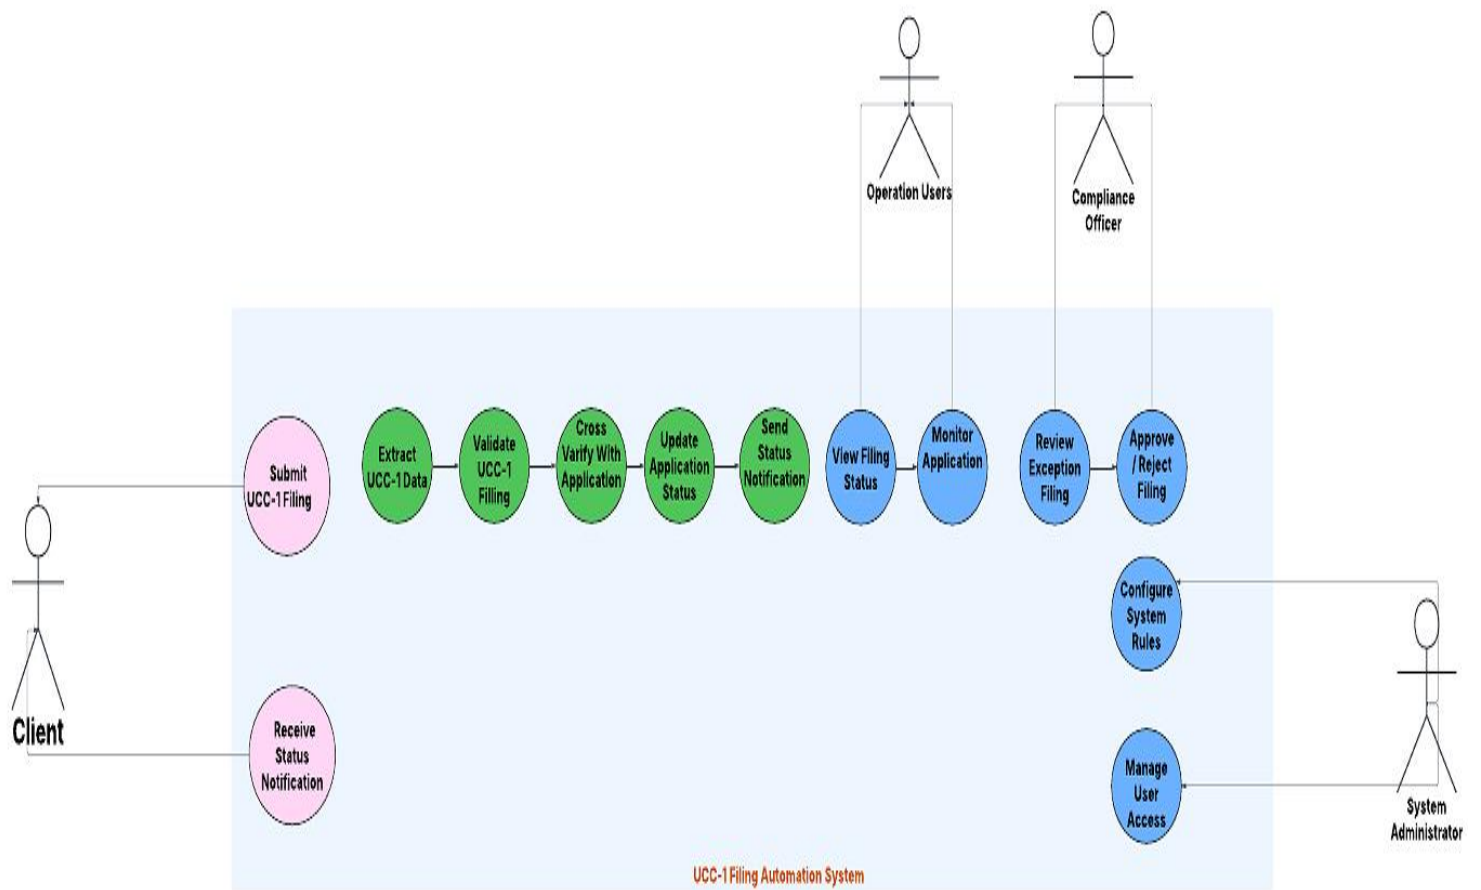 Operation Users
Compliance
Officer
Submit
UCC-1 Filing
Extract
UCC-1 Data
Validate
UCC-1
Filling
Cross
Varify With
Application
Update
Application
Status
Send
Status
Notification
View Filing
Status
Monitor
Application
Review
Exception
Filing
Approve
/ Reject
Filing
Configure
System
Rules
Client
Receive
Status
Notification
Manage
User
Access
System
Administrator
UCC-1 Filing Automation System